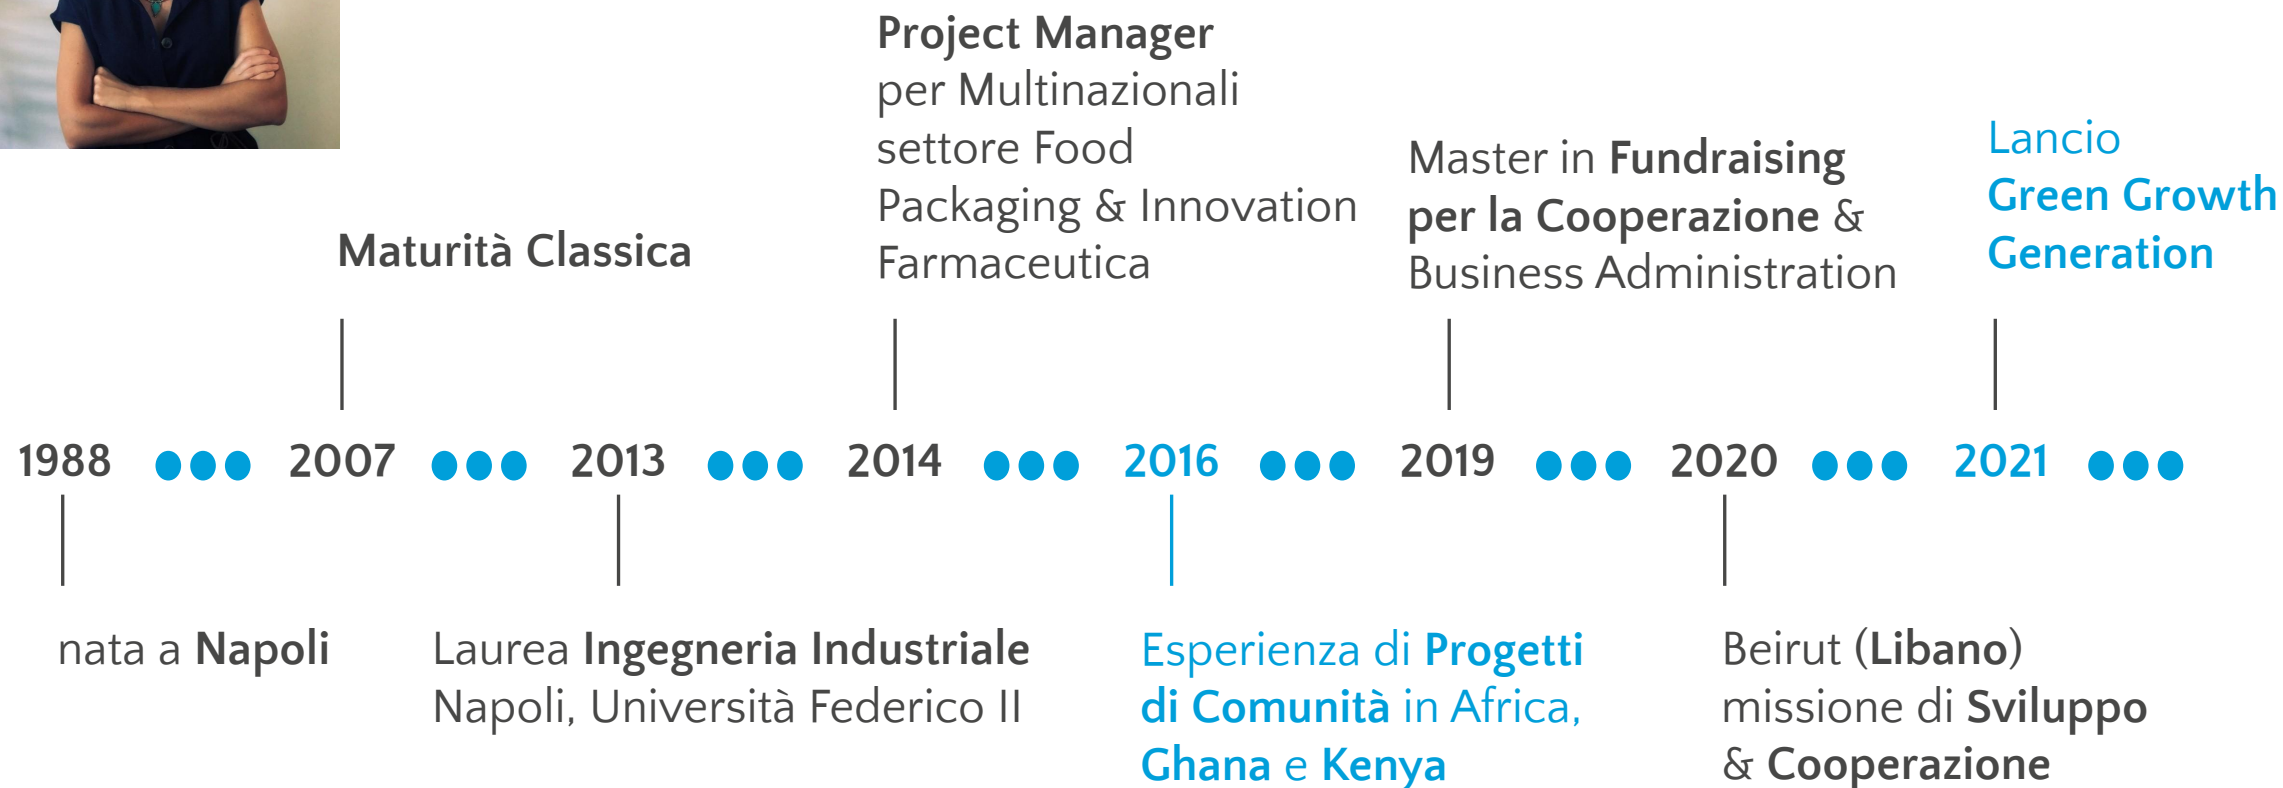 Project Manager
per Multinazionali
settore Food
Packaging & Innovation
Farmaceutica
Maturità Classica
Master in Fundraising
per la Cooperazione &
Business Administration
Lancio
Green Growth
Generation
1988 2007 2013 2014 2016 2019 2020 2021
nata a Napoli
Laurea Ingegneria Industriale
Napoli, Università Federico II
Esperienza di Progetti
di Comunità in Africa,
Ghana e Kenya
Beirut (Libano)
missione di Sviluppo
& Cooperazione